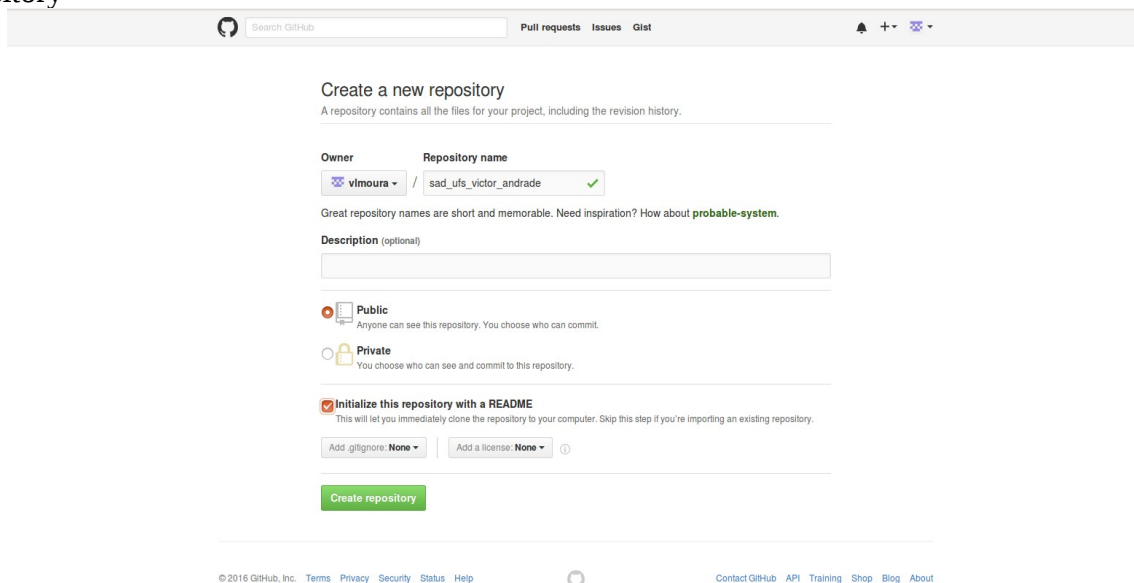 Search GitHub Pull requests Issues Gist
Create a new repository
A repository contains all the files for your project, including the revision history.
Owner Repository name
vlmoura / sad_ufs_victor_andrade
Great repository names are short and memorable. Need inspiration? How about probable-system.
Description (optional)
Public
Anyone can see this repository. You choose who can commit.
Private
You choose who can see and commit to this repository.
Initialize this repository with a README
This will let you immediately clone the repository to your computer. Skip this step if you're importing an existing repository.
Add .gitignore: None Add a license: None
Create repository
© 2016 GitHub, Inc. Terms Privacy Security Status Help Contact GitHub API Training Shop Blog About